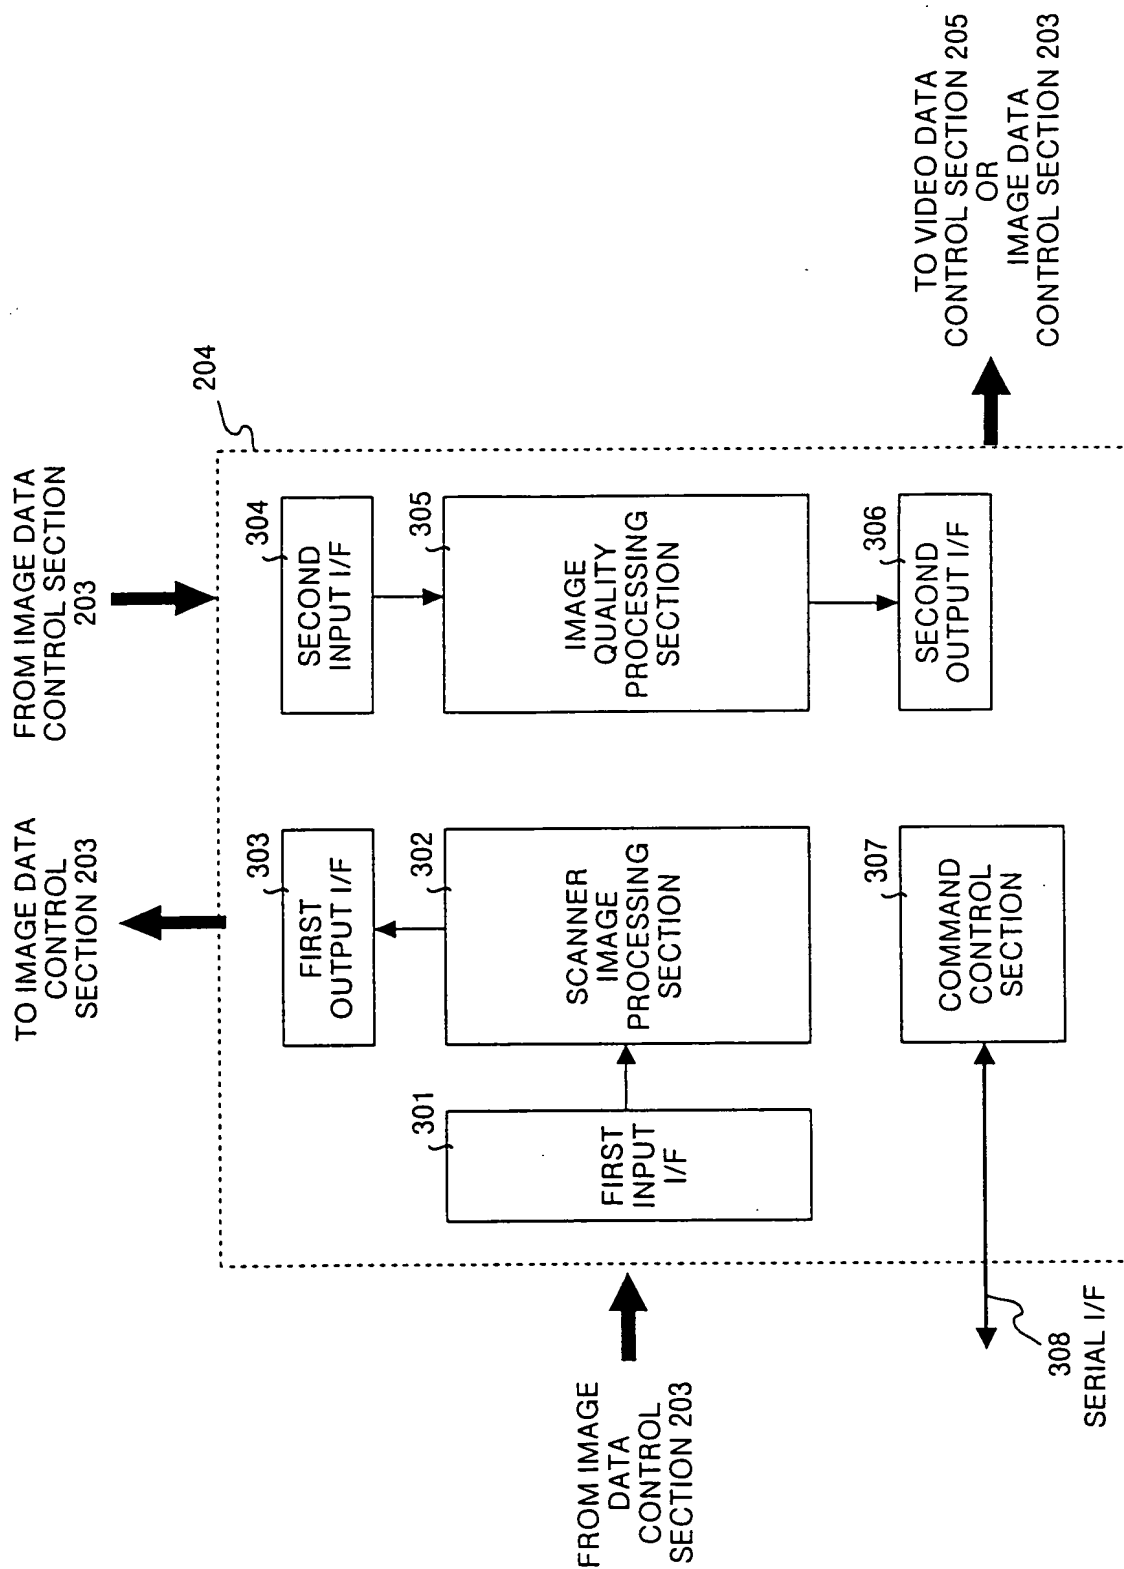 TO IMAGE DATA
CONTROL
SECTION 203
FROM IMAGE DATA
CONTROL SECTION
203
204
303
FIRST
OUTPUT I/F
304
SECOND
INPUT I/F
FROM IMAGE
DATA
CONTROL
SECTION 203
301
FIRST
INPUT
I/F
302
SCANNER
IMAGE
PROCESSING
SECTION
305
IMAGE
QUALITY
PROCESSING
SECTION
308
SERIAL I/F
307
COMMAND
CONTROL
SECTION
306
SECOND
OUTPUT I/F
TO VIDEO DATA
CONTROL SECTION 205
OR
IMAGE DATA
CONTROL SECTION 203